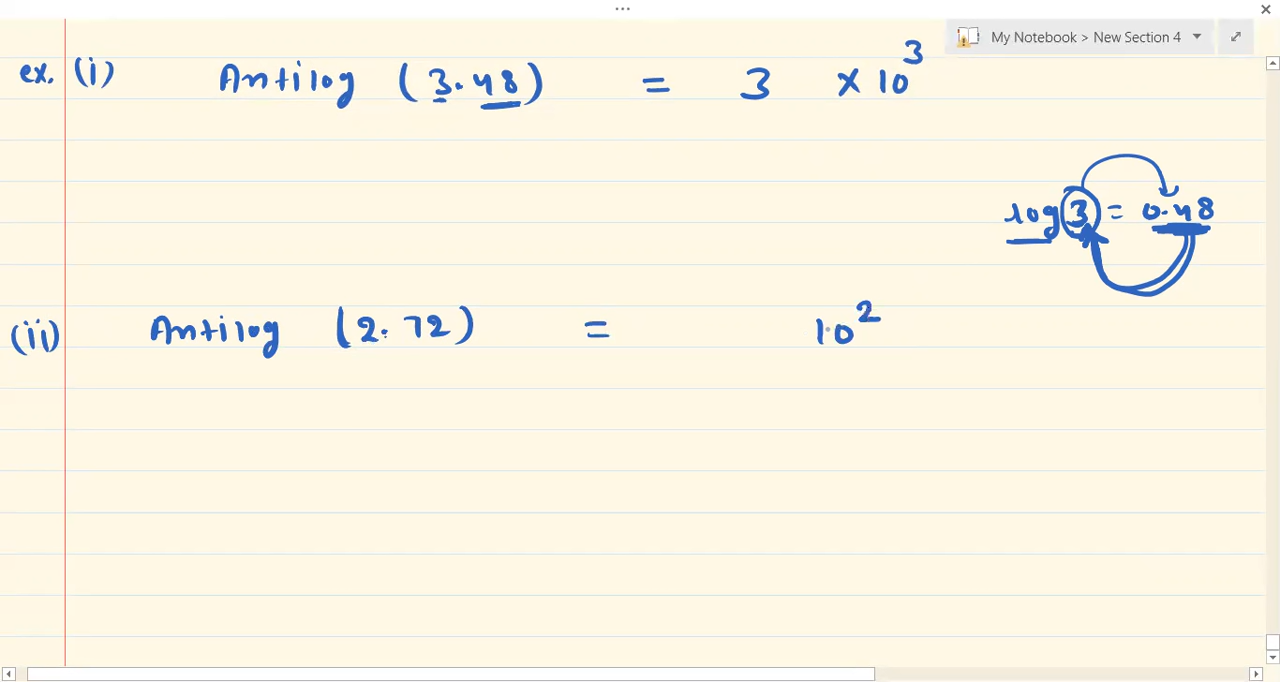 ...
My Notebook > New Section 4
ex. (i) Antilog (3.48) = 3 × 10³
log 3 = 0.48
(ii) Antilog (2.72) = 10²